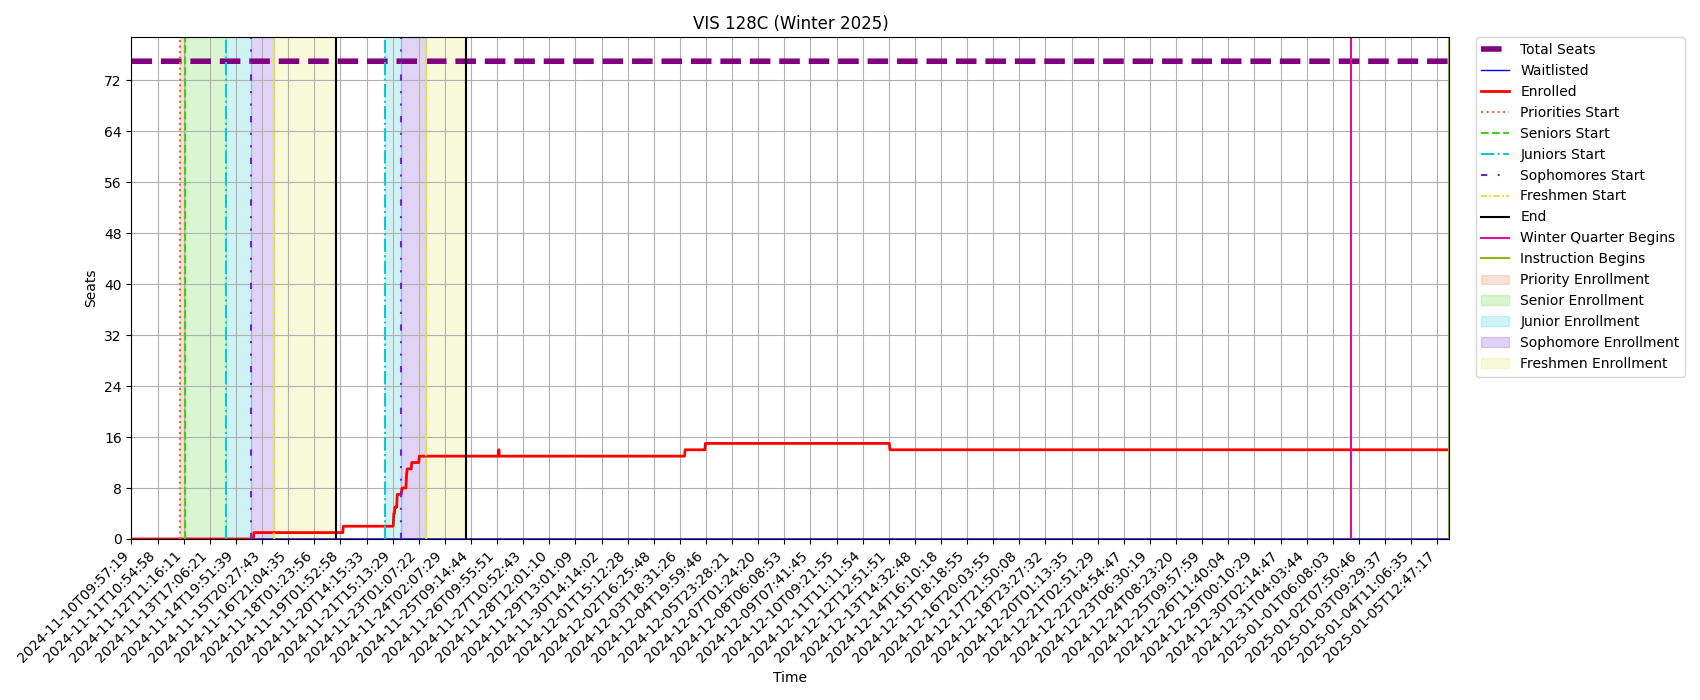 VIS 128C (Winter 2025)
Seats
72
64
56
48
40
32
24
16
8
0
2024-11-10T09:57:19
2024-11-11T10:54:58
2024-11-12T11:16:11
2024-11-13T17:06:21
2024-11-14T19:51:39
2024-11-15T20:27:43
2024-11-16T21:04:35
2024-11-18T01:23:56
2024-11-19T01:52:58
2024-11-20T14:15:33
2024-11-21T15:13:29
2024-11-23T01:07:22
2024-11-24T02:07:29
2024-11-25T09:14:44
2024-11-26T09:55:51
2024-11-27T10:52:43
2024-11-28T12:01:10
2024-11-29T13:01:09
2024-11-30T14:14:02
2024-12-01T15:12:28
2024-12-02T16:25:48
2024-12-03T18:31:26
2024-12-04T19:59:46
2024-12-05T23:28:21
2024-12-07T01:24:20
2024-12-08T06:08:53
2024-12-09T07:41:45
2024-12-10T09:21:55
2024-12-11T11:11:54
2024-12-12T12:51:51
2024-12-13T14:32:48
2024-12-14T16:10:18
2024-12-15T18:18:55
2024-12-16T20:03:55
2024-12-17T21:50:08
2024-12-18T23:27:32
2024-12-20T01:13:35
2024-12-21T02:51:29
2024-12-22T04:54:47
2024-12-23T06:30:19
2024-12-24T08:23:20
2024-12-25T09:57:59
2024-12-26T11:40:04
2024-12-29T00:10:29
2024-12-30T02:14:47
2024-12-31T04:03:44
2025-01-01T06:08:03
2025-01-02T07:50:46
2025-01-03T09:29:37
2025-01-04T11:06:35
2025-01-05T12:47:17
Time
Total Seats
Waitlisted
Enrolled
Priorities Start
Seniors Start
Juniors Start
Sophomores Start
Freshmen Start
End
Winter Quarter Begins
Instruction Begins
Priority Enrollment
Senior Enrollment
Junior Enrollment
Sophomore Enrollment
Freshmen Enrollment